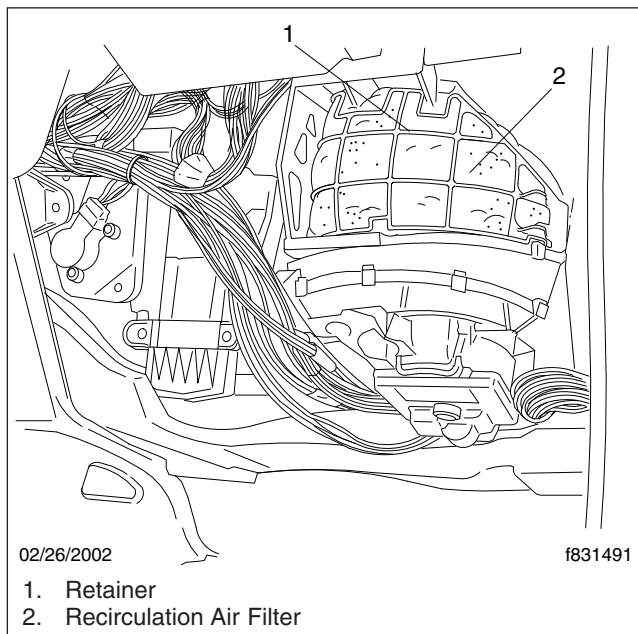 1
2
02/26/2002
f831491
1. Retainer
2. Recirculation Air Filter